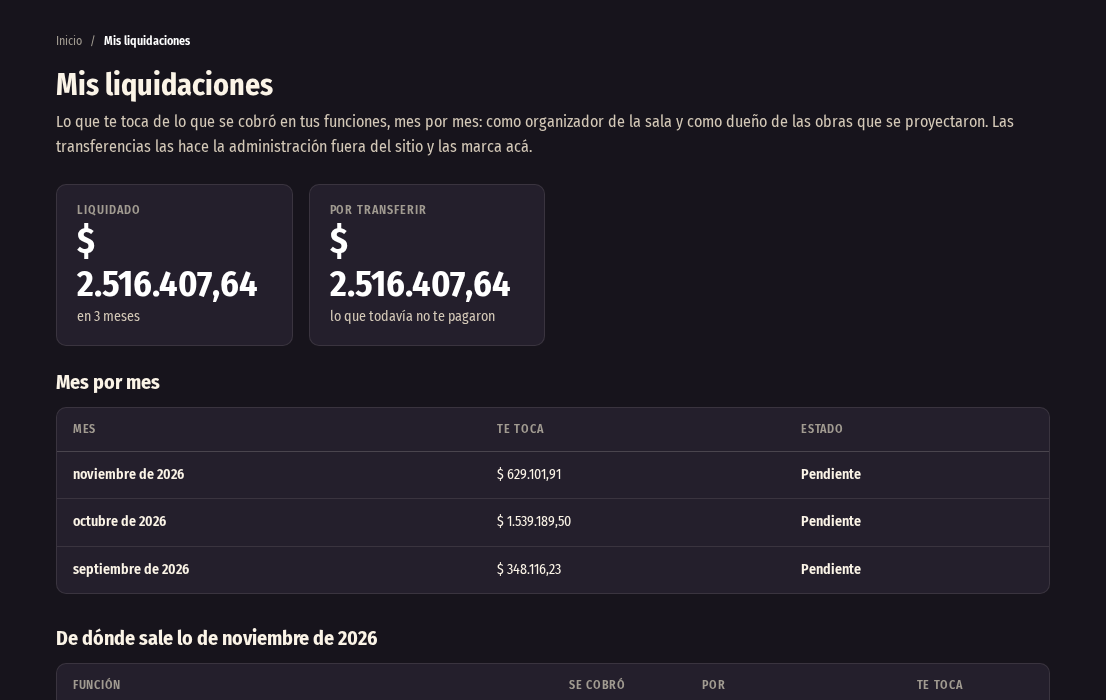 Inicio / Mis liquidaciones
Mis liquidaciones
Lo que te toca de lo que se cobró en tus funciones, mes por mes: como organizador de la sala y como dueño de las obras que se proyectaron. Las
transferencias las hace la administración fuera del sitio y las marca acá.
LIQUIDADO
$
2.516.407,64
en 3 meses
POR TRANSFERIR
$
2.516.407,64
lo que todavía no te pagaron
Mes por mes
MES TE TOCA ESTADO
noviembre de 2026 $ 629.101,91 Pendiente
octubre de 2026 $ 1.539.189,50 Pendiente
septiembre de 2026 $ 348.116,23 Pendiente
De dónde sale lo de noviembre de 2026
FUNCIÓN SE COBRÓ POR TE TOCA